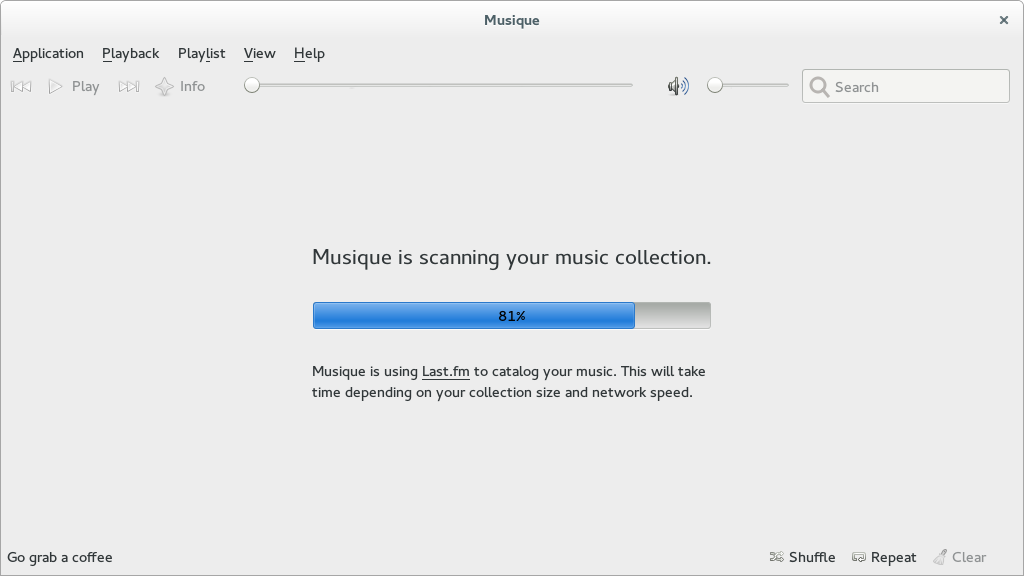 Musique
Application Playback Playlist View Help
Play Info Search
Musique is scanning your music collection.
81%
Musique is using Last.fm to catalog your music. This will take
time depending on your collection size and network speed.
Go grab a coffee Shuffle Repeat Clear